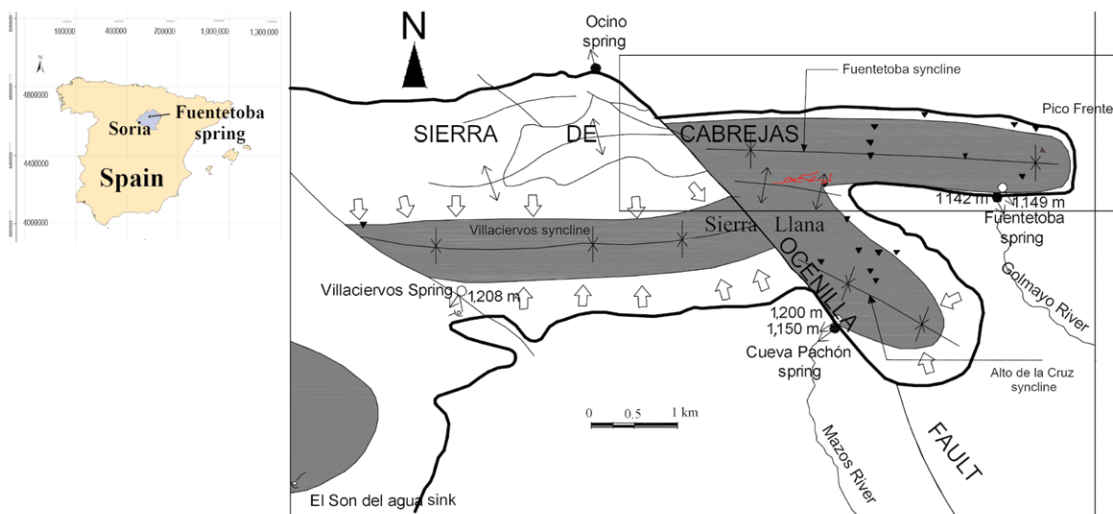 100000
400000
700000
1,000,000
1,300,000
4800000
4400000
4000000
Soria
Fuentetoba
spring
Spain
N
Ocino
spring
Fuentetoba syncline
Pico Frente
SIERRA DE CABREJAS
1142 m
1.149 m
Fuentetoba
spring
Golmayo River
Sierra Llana
Villaciervos syncline
Villaciervos Spring
1,208 m
OCENILLA
FAULT
1,200 m
1,150 m
Cueva Pachón
spring
Alto de la Cruz
syncline
0 0.5 1 km
Mazos River
El Son del agua sink